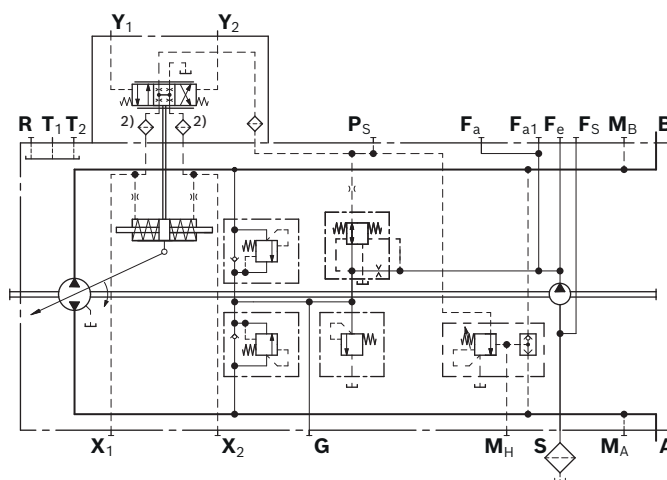 Y1 Y2
2) 2)
R T1 T2 PS Fa Fa1 Fe FS MB B
X1 X2 G MH S MA A